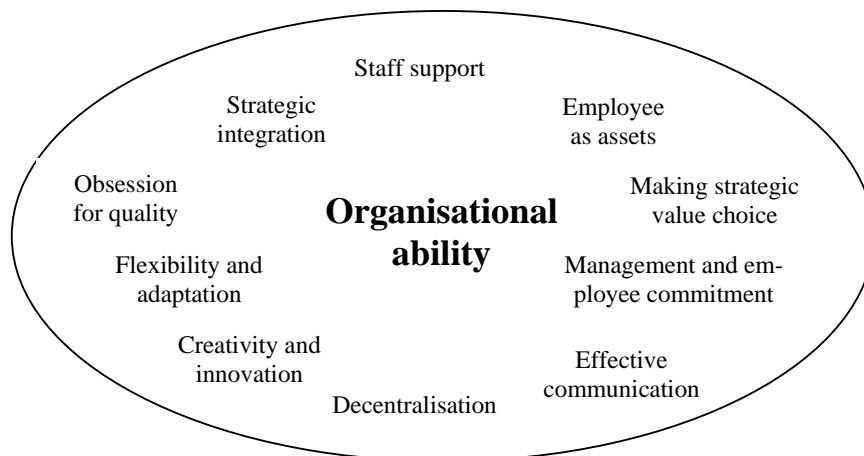 Staff support
Strategic
integration
Employee
as assets
Obsession
for quality
Organisational
ability
Making strategic
value choice
Flexibility and
adaptation
Management and em-
ployee commitment
Creativity and
innovation
Effective
communication
Decentralisation